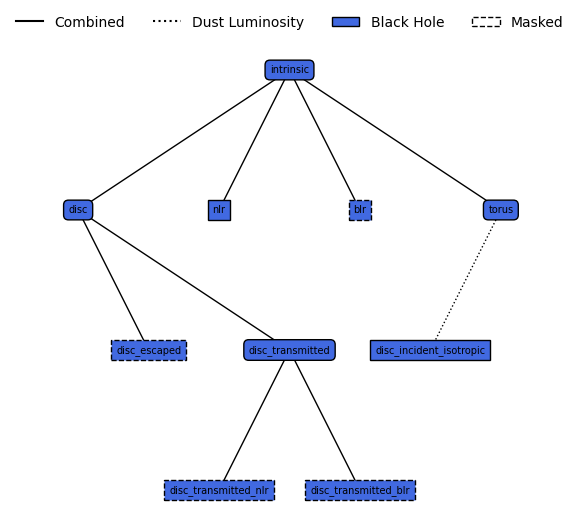 Combined Dust Luminosity Black Hole Masked
intrinsic
disc nlr blr torus
disc_escaped disc_transmitted disc_incident_isotropic
disc_transmitted_nlr disc_transmitted_blr